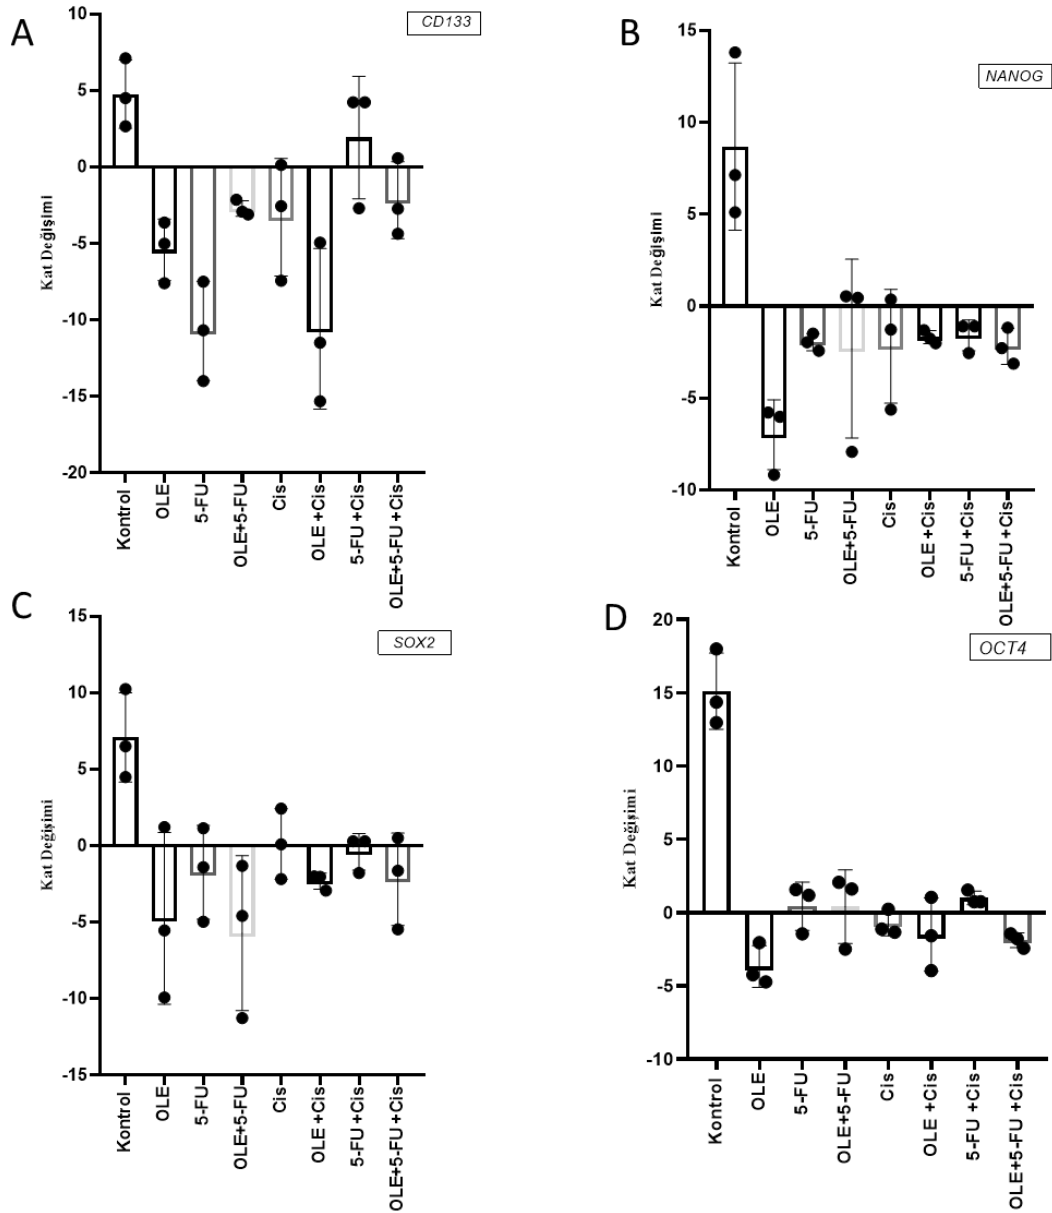 A
CD133
Kat Değişimi
10
5
0
-5
-10
-15
-20
Kontrol
OLE
5-FU
OLE+5-FU
Cis
OLE +Cis
5-FU +Cis
OLE+5-FU +Cis
B
NANOG
Kat Değişimi
15
10
5
0
-5
-10
Kontrol
OLE
5-FU
OLE+5-FU
Cis
OLE +Cis
5-FU +Cis
OLE+5-FU +Cis
C
SOX2
Kat Değişimi
15
10
5
0
-5
-10
-15
Kontrol
OLE
5-FU
OLE+5-FU
Cis
OLE +Cis
5-FU +Cis
OLE+5-FU +Cis
D
OCT4
Kat Değişimi
20
15
10
5
0
-5
-10
Kontrol
OLE
5-FU
OLE+5-FU
Cis
OLE +Cis
5-FU +Cis
OLE+5-FU +Cis